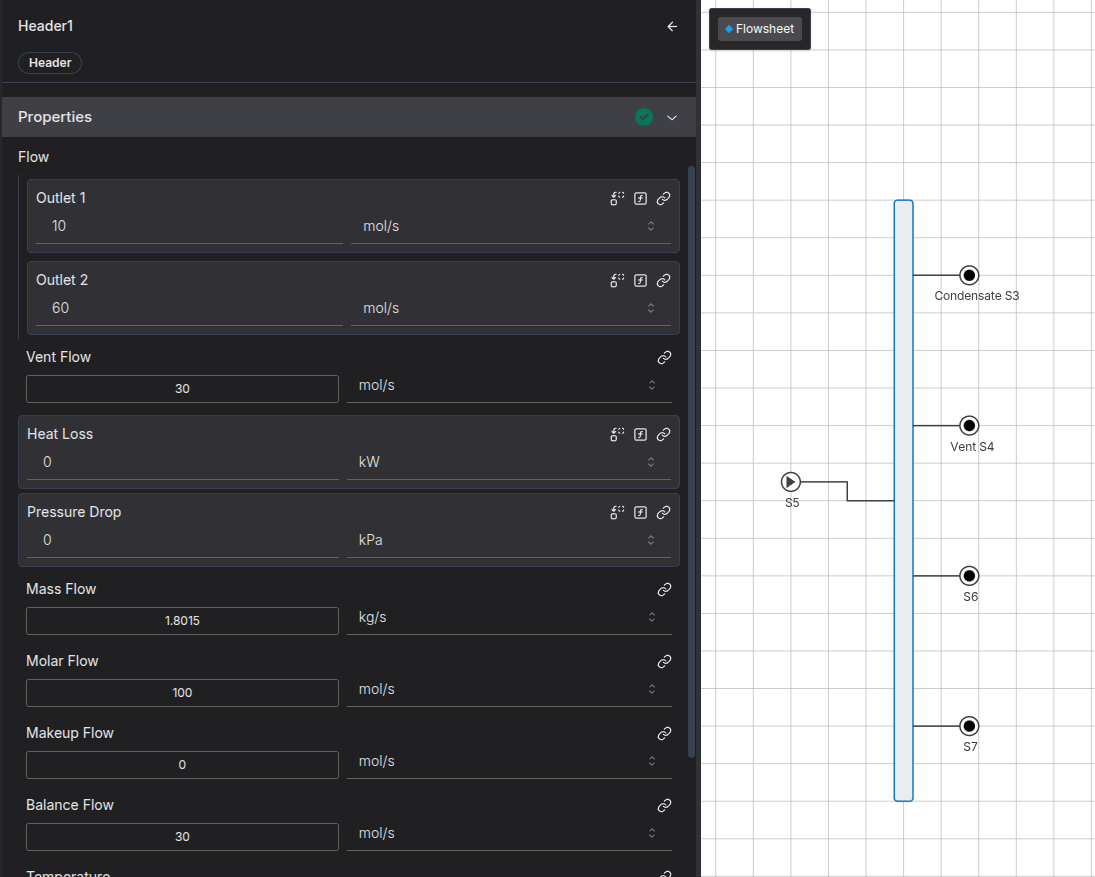 Header1
Header
Properties
Flow
Outlet 1
10 mol/s
Outlet 2
60 mol/s
Vent Flow
30 mol/s
Heat Loss
0 kW
Pressure Drop
0 kPa
Mass Flow
1.8015 kg/s
Molar Flow
100 mol/s
Makeup Flow
0 mol/s
Balance Flow
30 mol/s
Temperature
Flowsheet
Condensate S3
Vent S4
S5
S6
S7